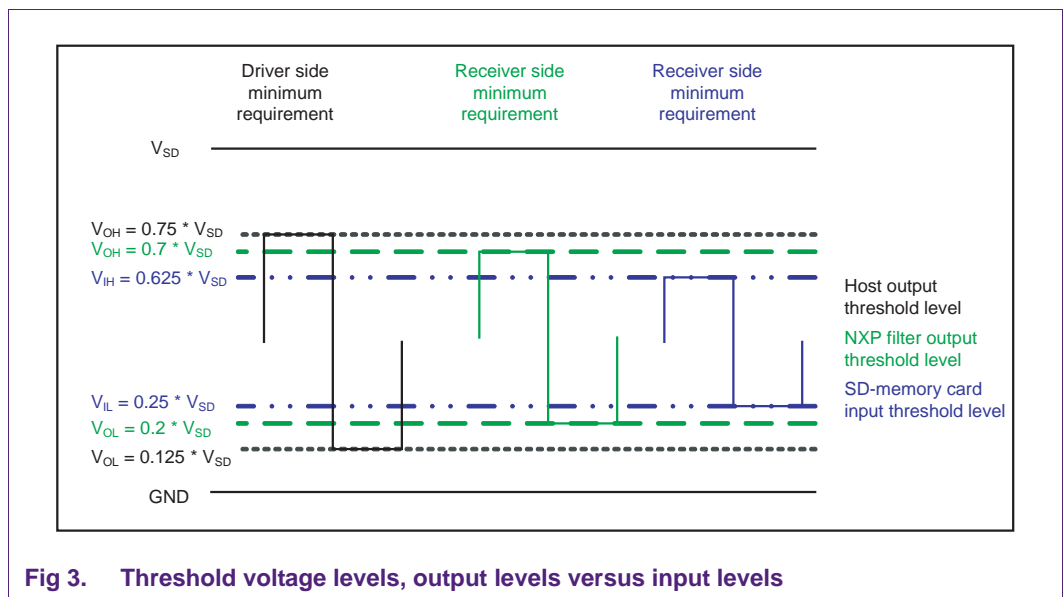 Driver side
minimum
requirement
Receiver side
minimum
requirement
Receiver side
minimum
requirement
VSD
VOH = 0.75 * VSD
VOH = 0.7 * VSD
VIH = 0.625 * VSD
Host output
threshold level
NXP filter output
threshold level
SD-memory card
input threshold level
VIL = 0.25 * VSD
VOL = 0.2 * VSD
VOL = 0.125 * VSD
GND
Fig 3. Threshold voltage levels, output levels versus input levels